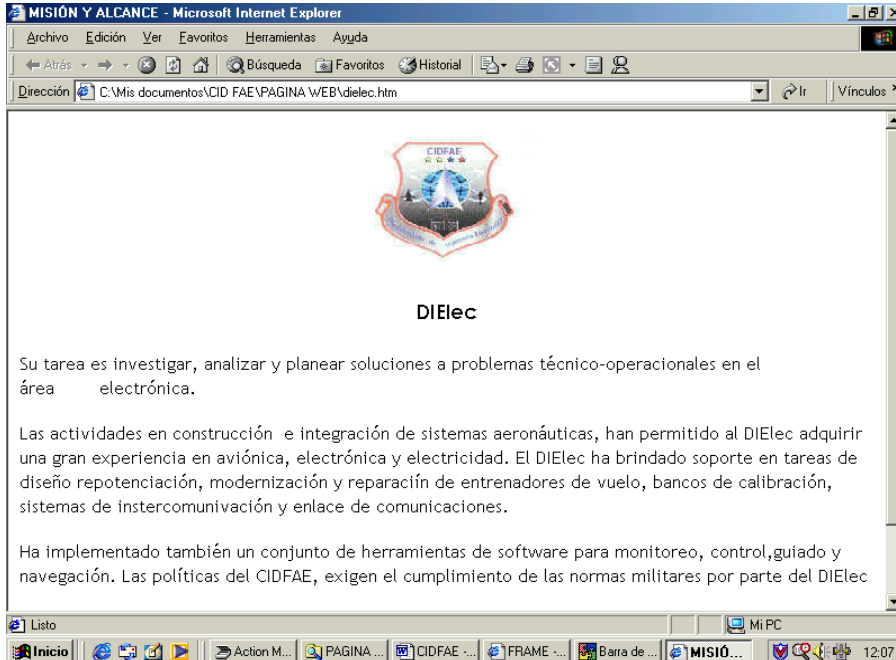 MISIÓN Y ALCANCE - Microsoft Internet Explorer
Archivo Edición Ver Favoritos Herramientas Ayuda
Atrás Búsqueda Favoritos Historial
Dirección C:\Mis documentos\CID FAE\PAGINA WEB\dielec.htm Ir Vínculos »
CIDFAE
DIElec
Su tarea es investigar, analizar y planear soluciones a problemas técnico-operacionales en el
área electrónica.
Las actividades en construcción e integración de sistemas aeronáuticas, han permitido al DIElec adquirir
una gran experiencia en aviónica, electrónica y electricidad. El DIElec ha brindado soporte en tareas de
diseño repotenciación, modernización y reparaciín de entrenadores de vuelo, bancos de calibración,
sistemas de instercomunivación y enlace de comunicaciones.
Ha implementado también un conjunto de herramientas de software para monitoreo, control,guiado y
navegación. Las políticas del CIDFAE, exigen el cumplimiento de las normas militares por parte del DIElec
Listo Mi PC
Inicio Action M... PAGINA ... CIDFAE -... FRAME -... Barra de ... MISIÓ... 12:07